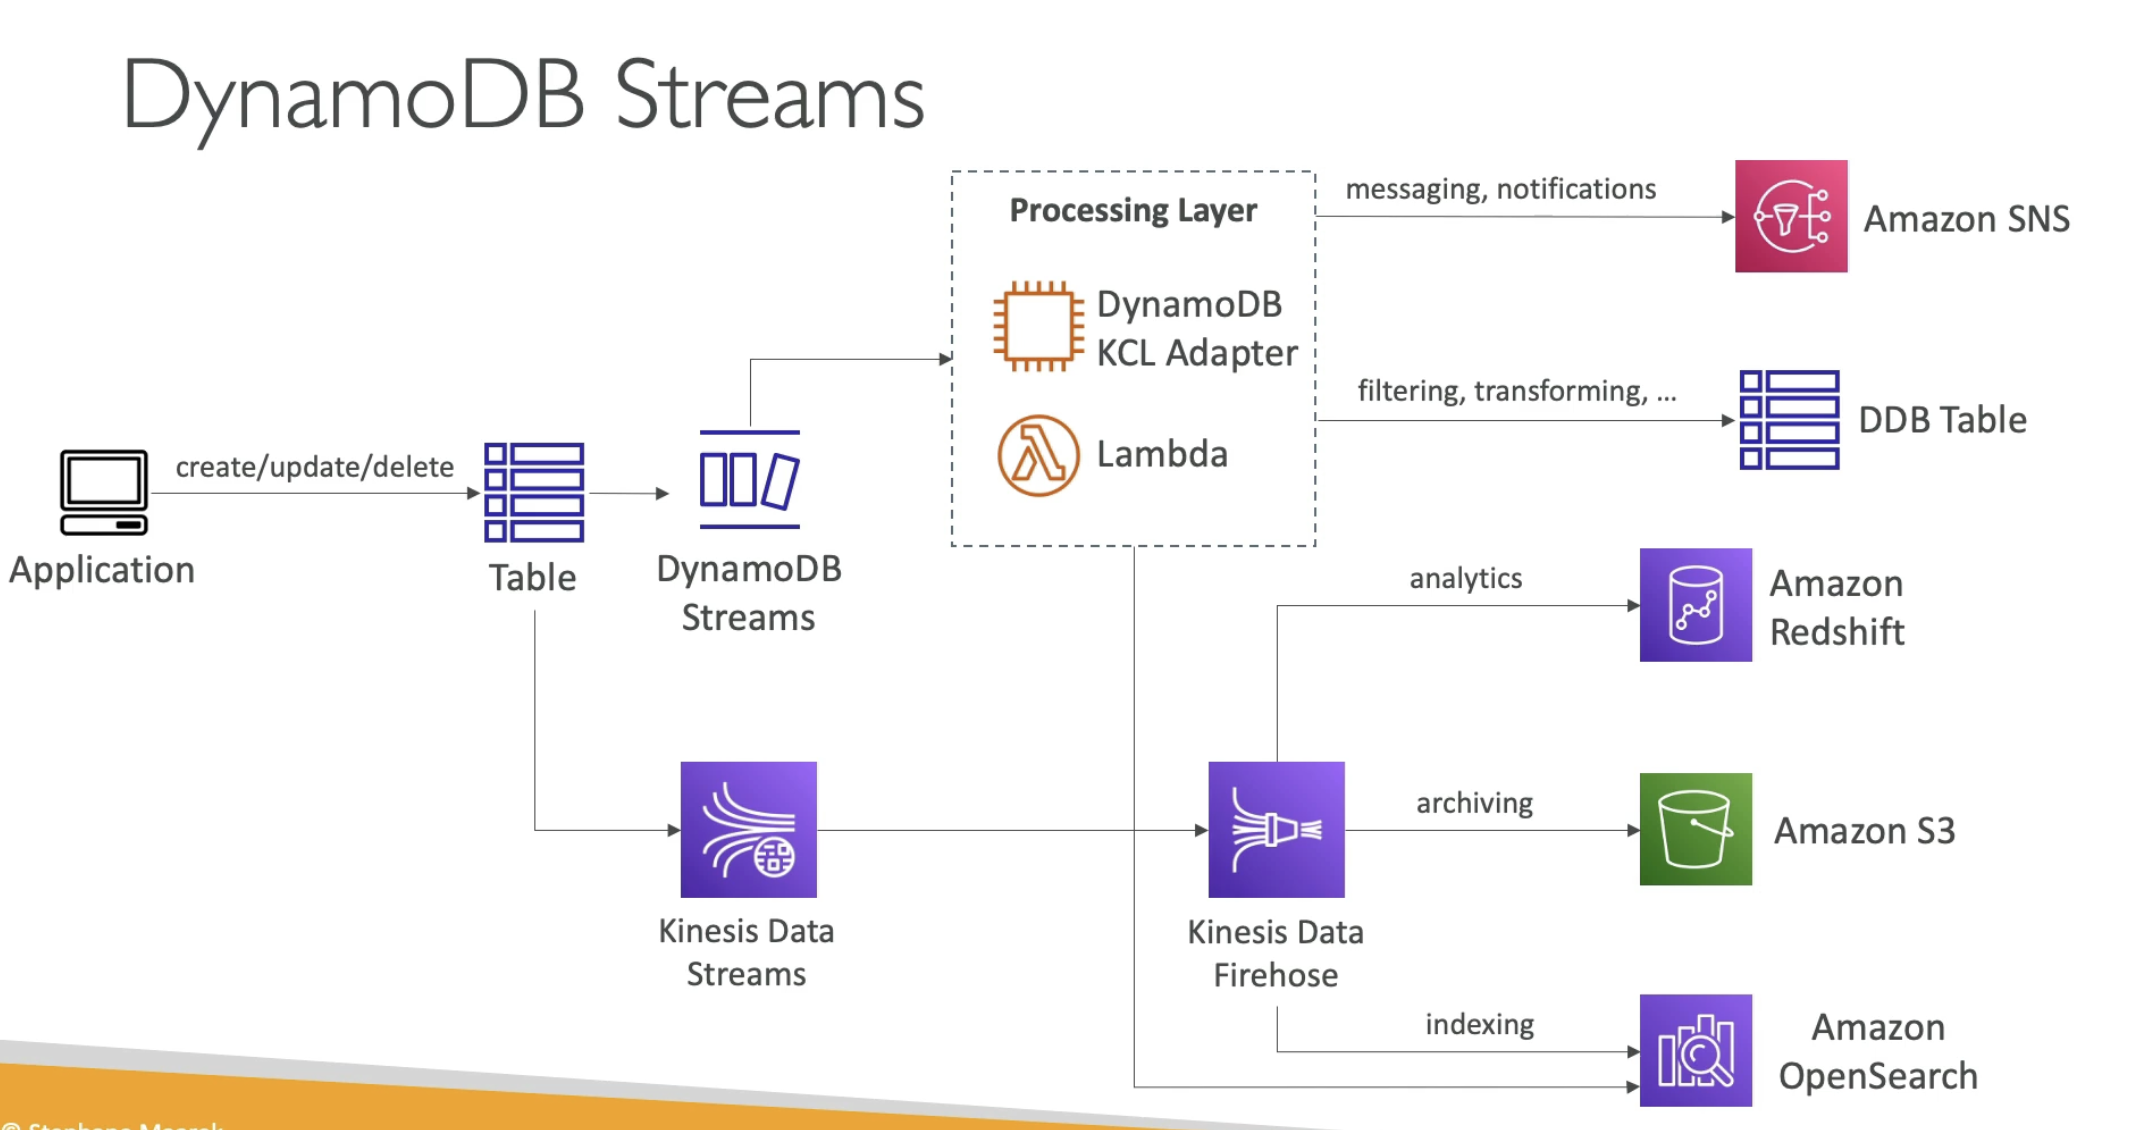 DynamoDB Streams
Processing Layer
DynamoDB
KCL Adapter
Lambda
messaging, notifications
Amazon SNS
filtering, transforming, ...
DDB Table
create/update/delete
Application
Table
DynamoDB
Streams
analytics
Amazon
Redshift
archiving
Amazon S3
Kinesis Data
Streams
Kinesis Data
Firehose
indexing
Amazon
OpenSearch
© Stephane Maarek